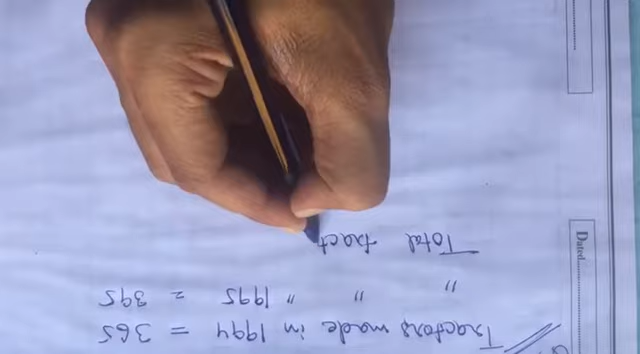 Dated
Tractors made in 1994 = 365
" " 1995 " = 395
Total tract